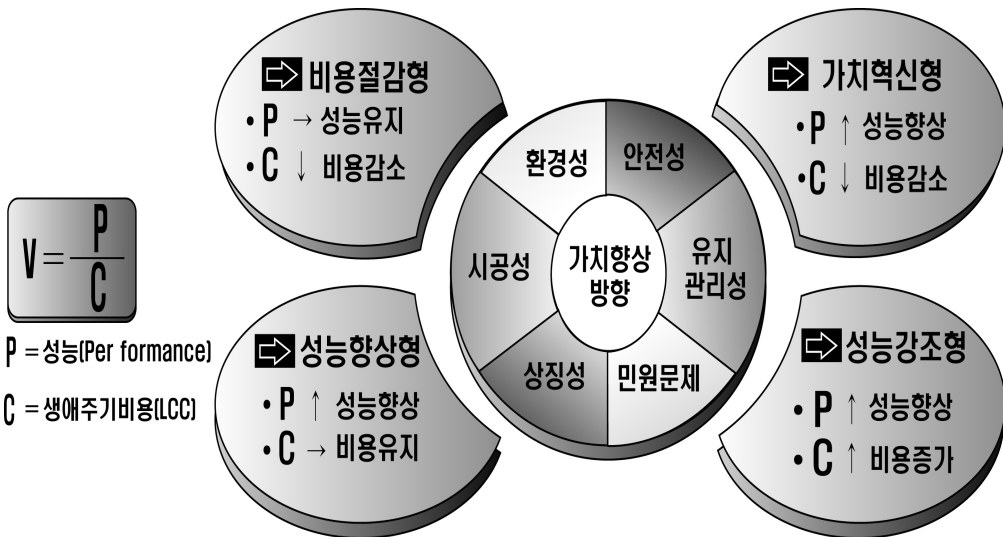 비용절감형
• P → 성능유지
• C ↓ 비용감소
가치혁신형
• P ↑ 성능향상
• C ↓ 비용감소
환경성
안전성
시공성
가치향상
방향
유지
관리성
상징성
민원문제
V = P / C
P = 성능(Per formance)
C = 생애주기비용(LCC)
성능향상형
• P ↑ 성능향상
• C → 비용유지
성능강조형
• P ↑ 성능향상
• C ↑ 비용증가